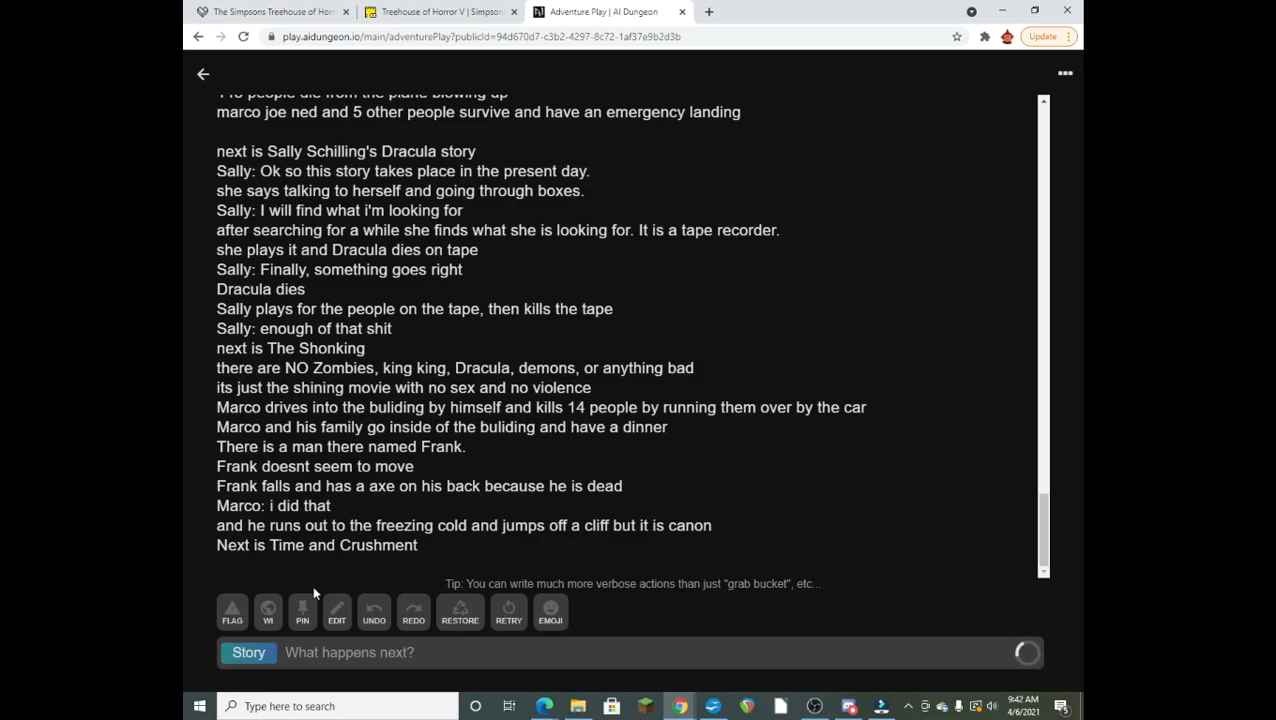 The Simpsons Treehouse of Hor
Treehouse of Horror V | Simpson
Adventure Play | AI Dungeon
play.aidungeon.io/main/adventurePlay?publicId=94d670d7-c3b2-4297-8c72-1af37e9b2d3b
Update
people die from the plane blowing up
marco joe ned and 5 other people survive and have an emergency landing
next is Sally Schilling's Dracula story
Sally: Ok so this story takes place in the present day.
she says talking to herself and going through boxes.
Sally: I will find what i'm looking for
after searching for a while she finds what she is looking for. It is a tape recorder.
she plays it and Dracula dies on tape
Sally: Finally, something goes right
Dracula dies
Sally plays for the people on the tape, then kills the tape
Sally: enough of that shit
next is The Shonking
there are NO Zombies, king king, Dracula, demons, or anything bad
its just the shining movie with no sex and no violence
Marco drives into the buliding by himself and kills 14 people by running them over by the car
Marco and his family go inside of the buliding and have a dinner
There is a man there named Frank.
Frank doesnt seem to move
Frank falls and has a axe on his back because he is dead
Marco: i did that
and he runs out to the freezing cold and jumps off a cliff but it is canon
Next is Time and Crushment
Tip: You can write much more verbose actions than just "grab bucket", etc...
FLAG WI PIN EDIT UNDO REDO RESTORE RETRY EMOJI
Story What happens next?
Type here to search
9:42 AM
4/6/2021
5